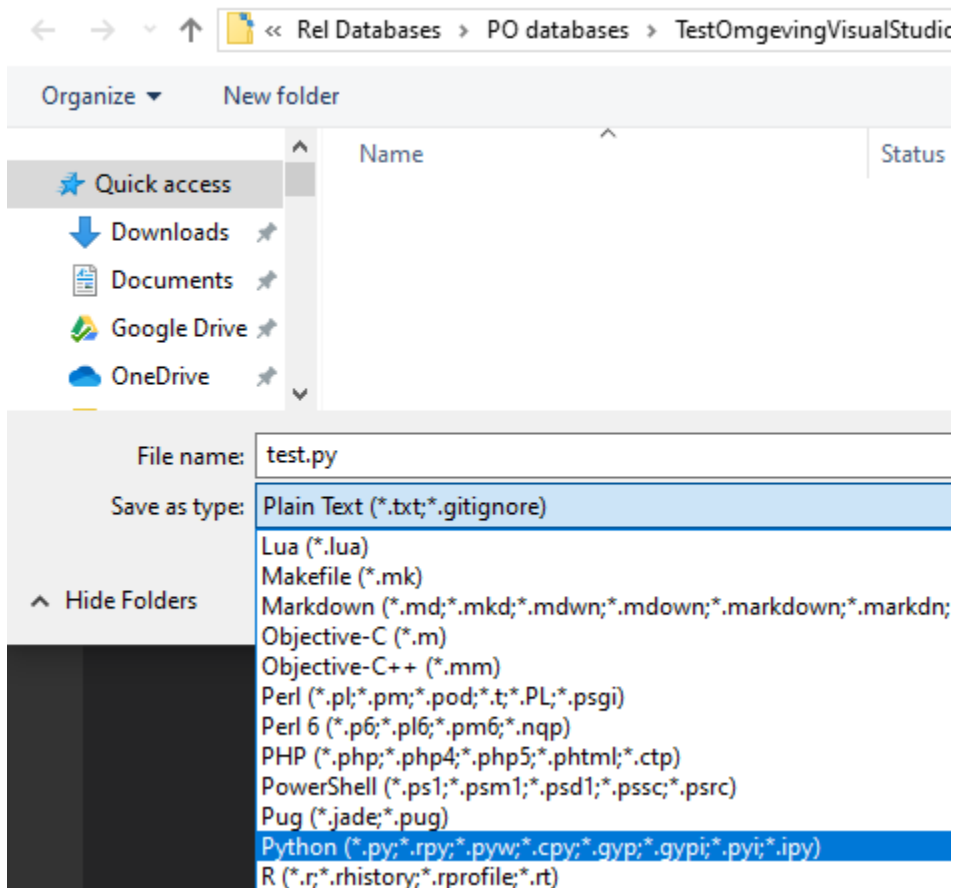 « Rel Databases > PO databases > TestOmgevingVisualStudio
Organize New folder
Name Status
Quick access
Downloads
Documents
Google Drive
OneDrive
File name: test.py
Save as type: Plain Text (*.txt;*.gitignore)
Lua (*.lua)
Makefile (*.mk)
Hide Folders
Markdown (*.md;*.mkd;*.mdwn;*.mdown;*.markdown;*.markdn;
Objective-C (*.m)
Objective-C++ (*.mm)
Perl (*.pl;*.pm;*.pod;*.t;*.PL;*.psgi)
Perl 6 (*.p6;*.pl6;*.pm6;*.nqp)
PHP (*.php;*.php4;*.php5;*.phtml;*.ctp)
PowerShell (*.ps1;*.psm1;*.psd1;*.pssc;*.psrc)
Pug (*.jade;*.pug)
Python (*.py;*.rpy;*.pyw;*.cpy;*.gyp;*.gypi;*.pyi;*.ipy)
R (*.r;*.rhistory;*.rprofile;*.rt)